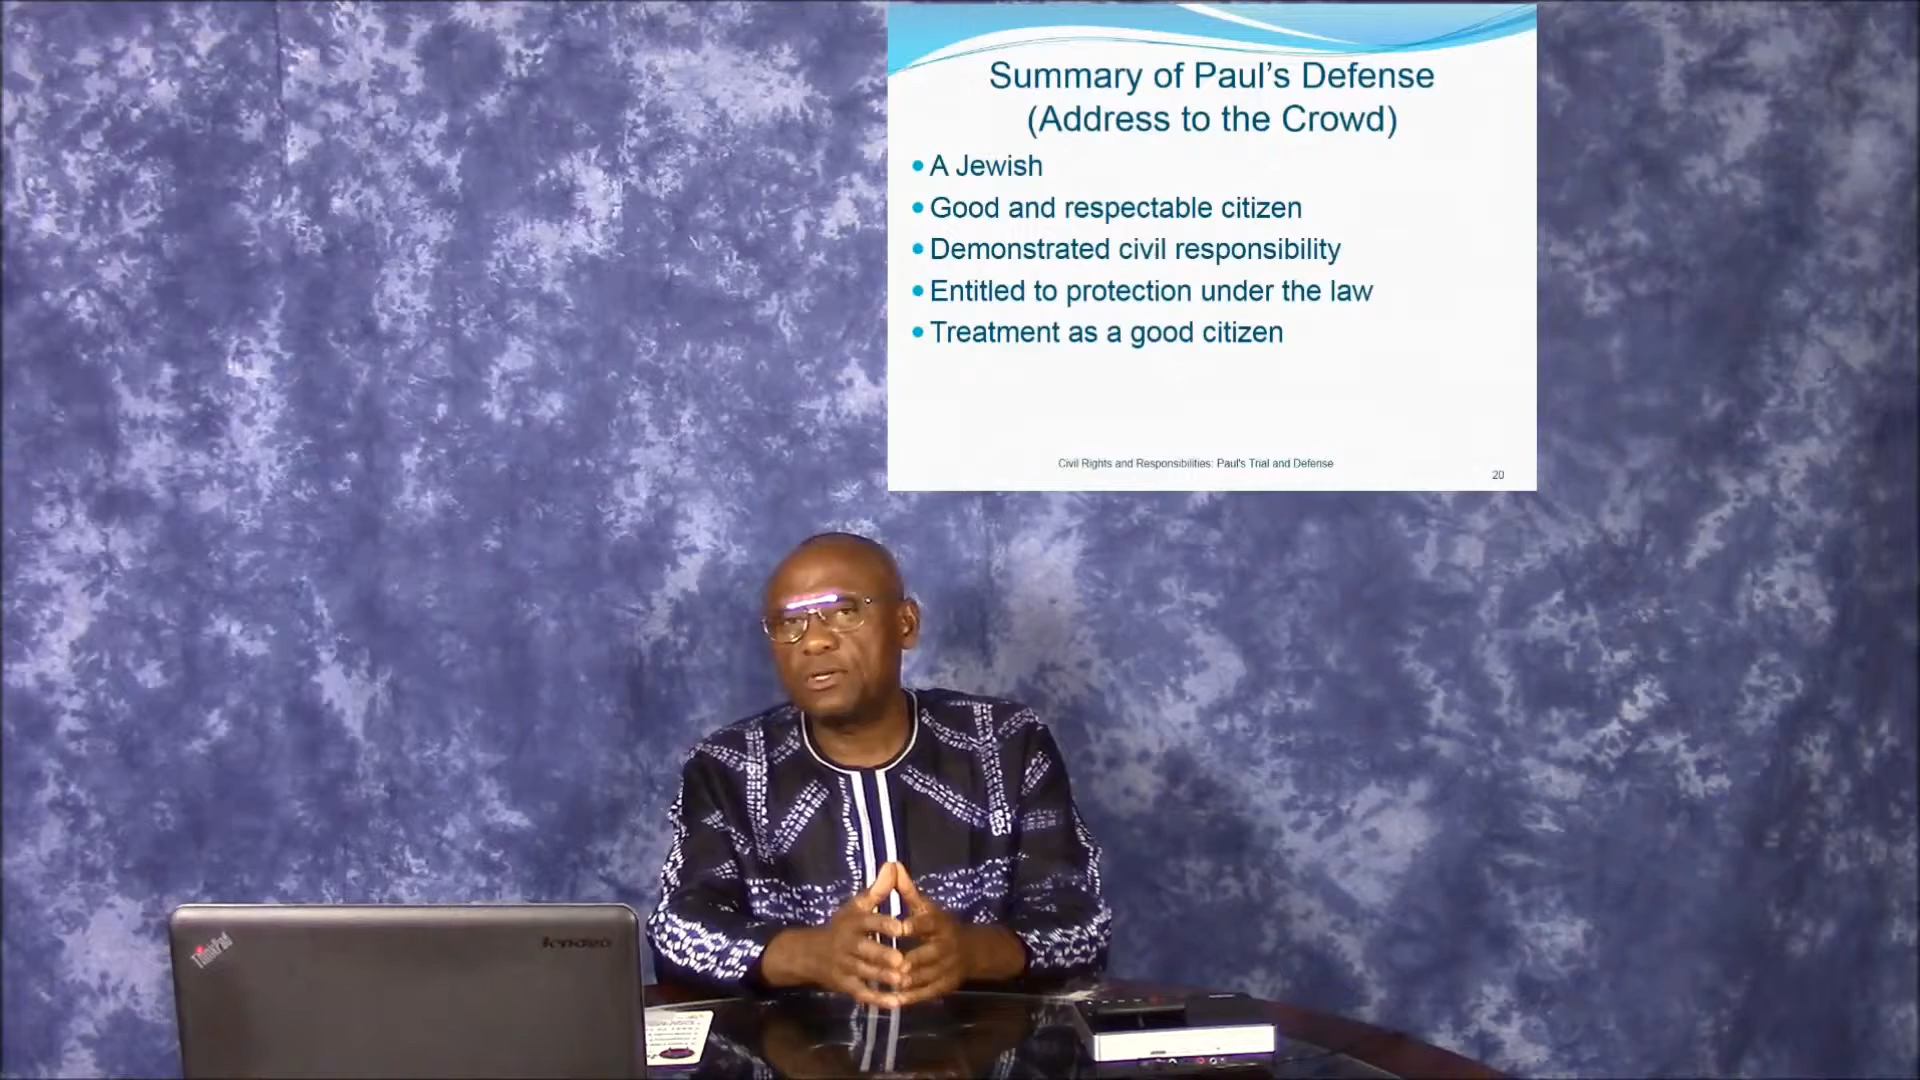 Summary of Paul's Defense
(Address to the Crowd)
• A Jewish
• Good and respectable citizen
• Demonstrated civil responsibility
• Entitled to protection under the law
• Treatment as a good citizen
Civil Rights and Responsibilities: Paul's Trial and Defense
20
ThinkPad
lenovo